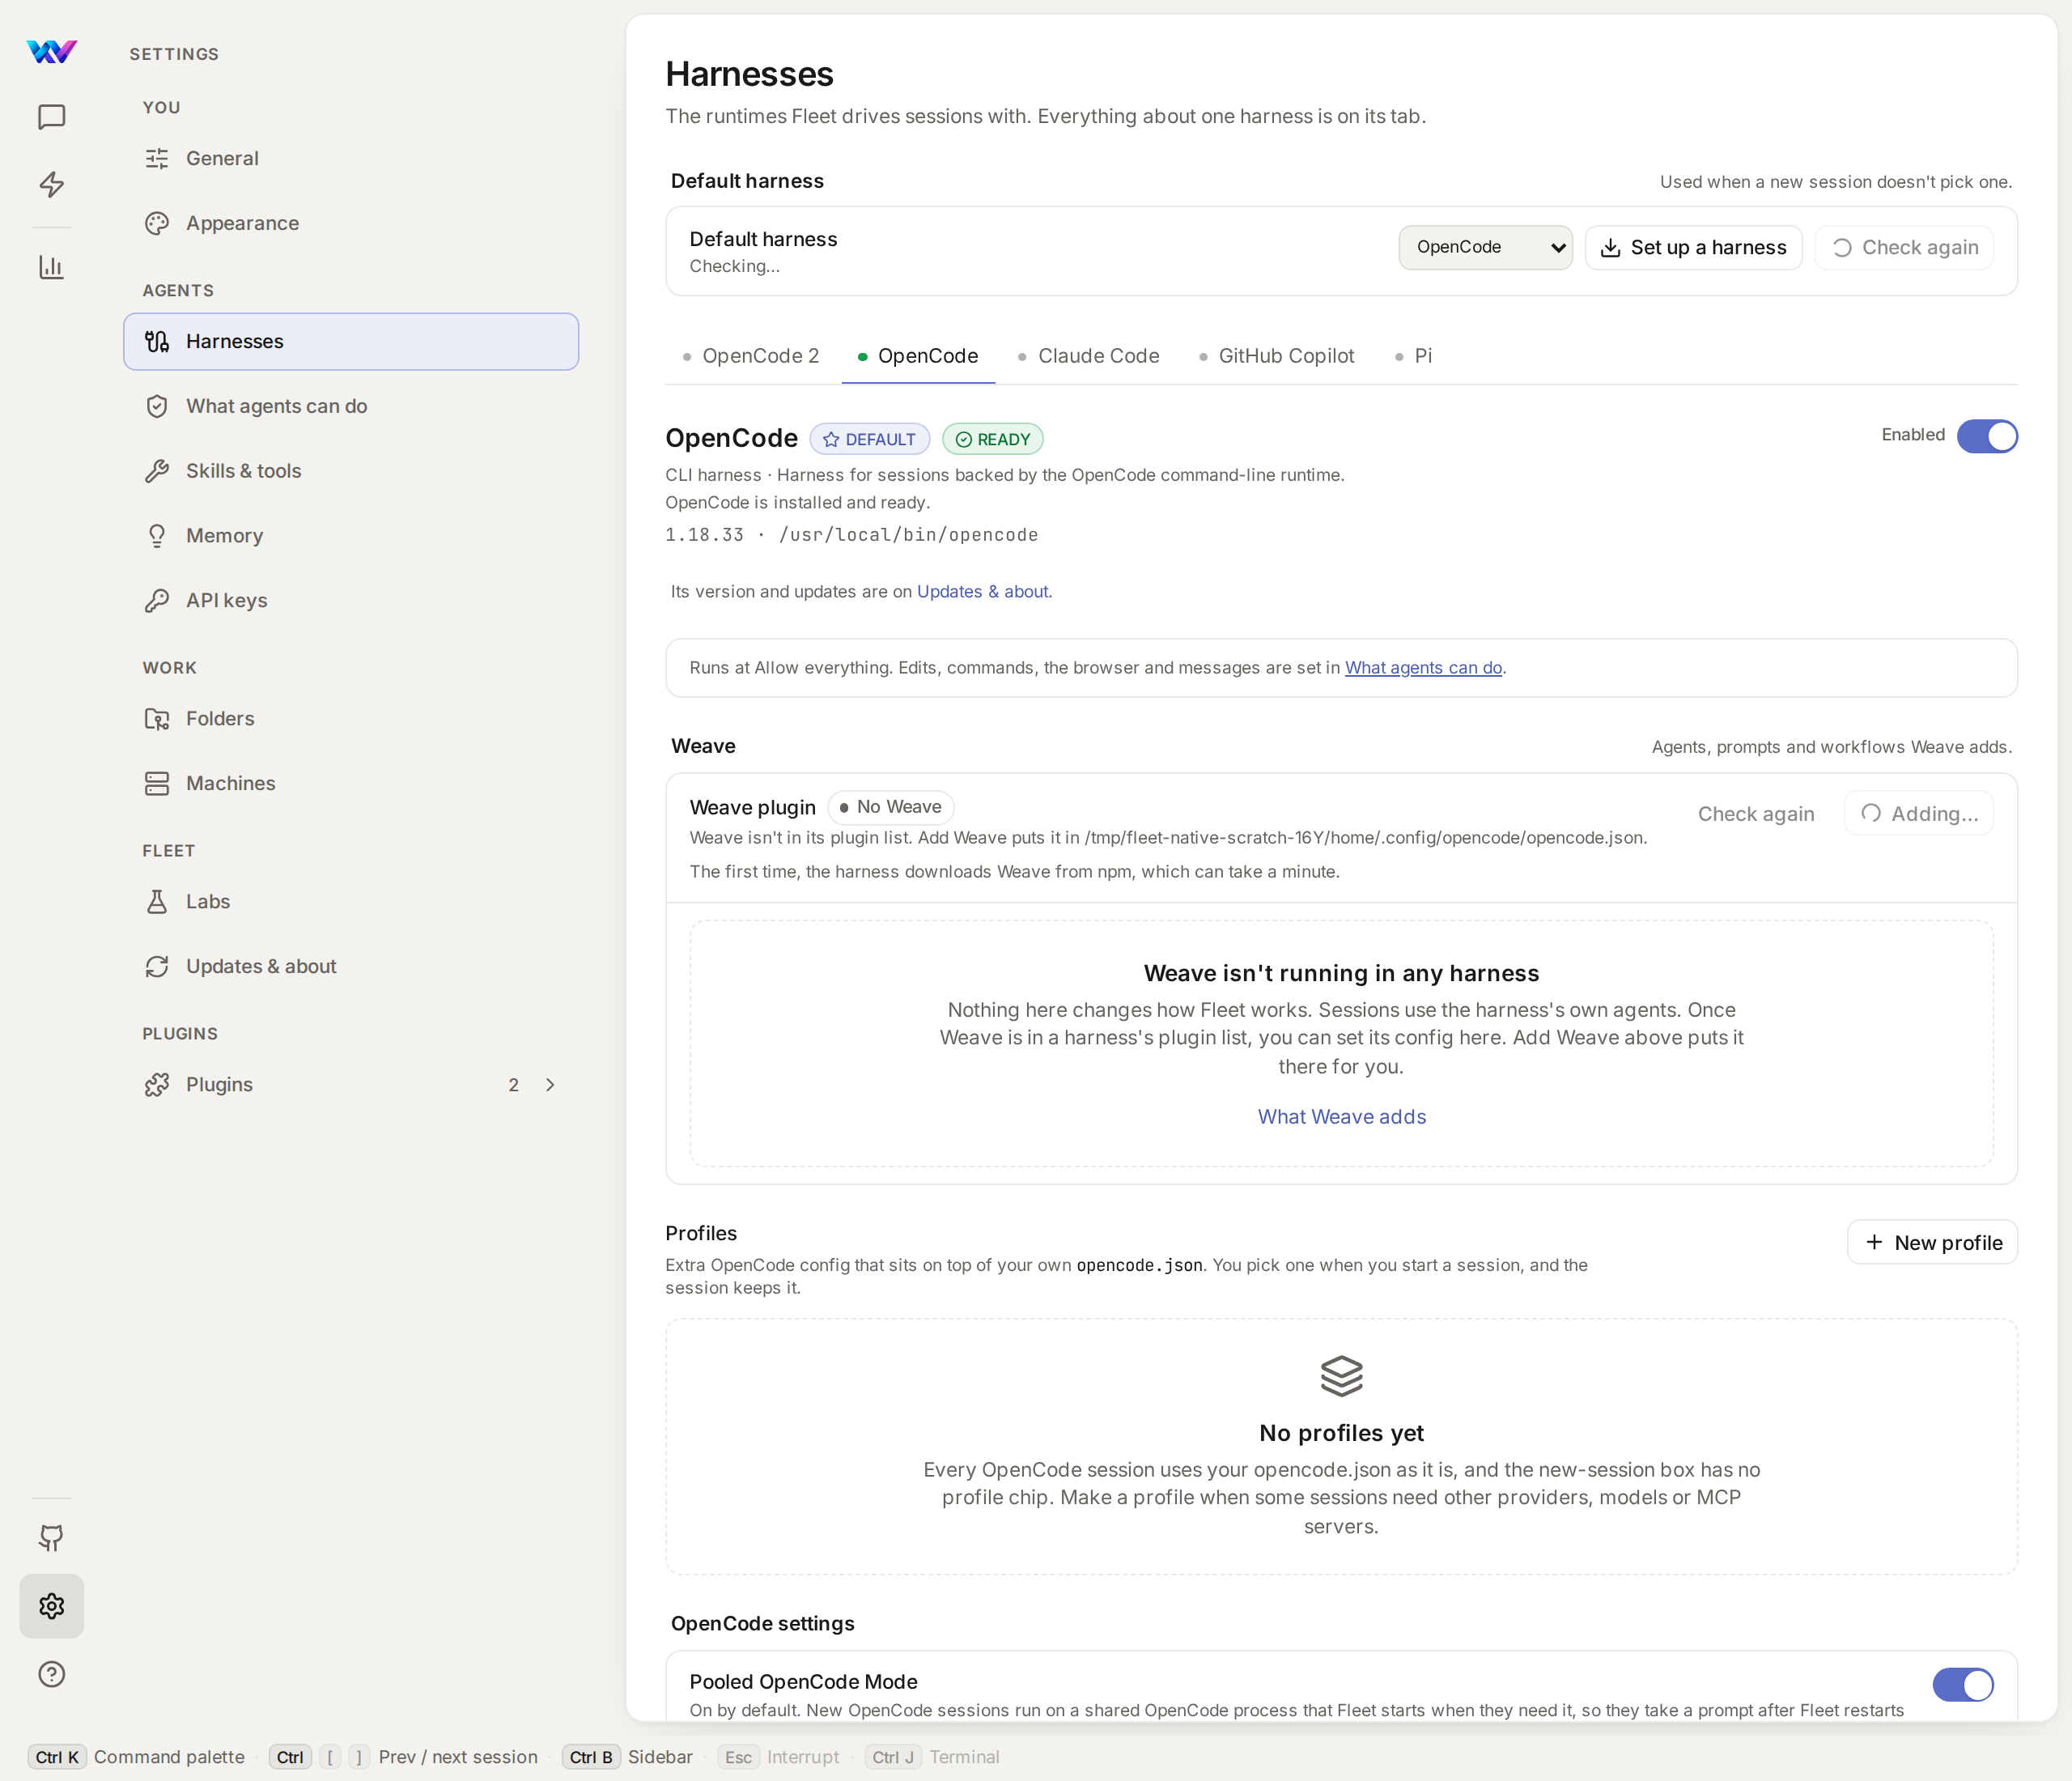 SETTINGS
YOU
General
Appearance
AGENTS
Harnesses
What agents can do
Skills & tools
Memory
API keys
WORK
Folders
Machines
FLEET
Labs
Updates & about
PLUGINS
Plugins 2
Harnesses
The runtimes Fleet drives sessions with. Everything about one harness is on its tab.
Default harness Used when a new session doesn't pick one.
Default harness
Checking...
OpenCode Set up a harness Check again
OpenCode 2 OpenCode Claude Code GitHub Copilot Pi
OpenCode DEFAULT READY Enabled
CLI harness · Harness for sessions backed by the OpenCode command-line runtime.
OpenCode is installed and ready.
1.18.33 · /usr/local/bin/opencode
Its version and updates are on Updates & about.
Runs at Allow everything. Edits, commands, the browser and messages are set in What agents can do.
Weave Agents, prompts and workflows Weave adds.
Weave plugin No Weave Check again Adding...
Weave isn't in its plugin list. Add Weave puts it in /tmp/fleet-native-scratch-16Y/home/.config/opencode/opencode.json.
The first time, the harness downloads Weave from npm, which can take a minute.
Weave isn't running in any harness
Nothing here changes how Fleet works. Sessions use the harness's own agents. Once
Weave is in a harness's plugin list, you can set its config here. Add Weave above puts it
there for you.
What Weave adds
Profiles New profile
Extra OpenCode config that sits on top of your own opencode.json. You pick one when you start a session, and the
session keeps it.
No profiles yet
Every OpenCode session uses your opencode.json as it is, and the new-session box has no
profile chip. Make a profile when some sessions need other providers, models or MCP
servers.
OpenCode settings
Pooled OpenCode Mode
On by default. New OpenCode sessions run on a shared OpenCode process that Fleet starts when they need it, so they take a prompt after Fleet restarts
Ctrl K Command palette · Ctrl [ ] Prev / next session · Ctrl B Sidebar · Esc Interrupt · Ctrl J Terminal